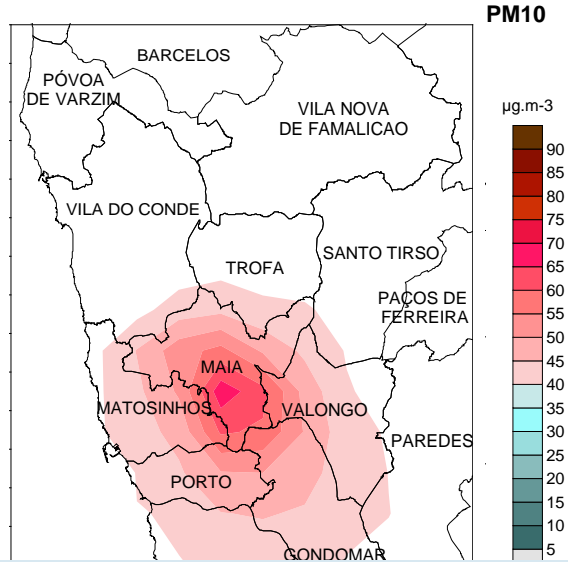 PM10
µg.m-3
BARCELOS
PÓVOA
DE VARZIM
VILA NOVA
DE FAMALICAO
VILA DO CONDE
SANTO TIRSO
TROFA
PAÇOS DE
FERREIRA
MAIA
MATOSINHOS
VALONGO
PAREDES
PORTO
GONDOMAR
90
85
80
75
70
65
60
55
50
45
40
35
30
25
20
15
10
5